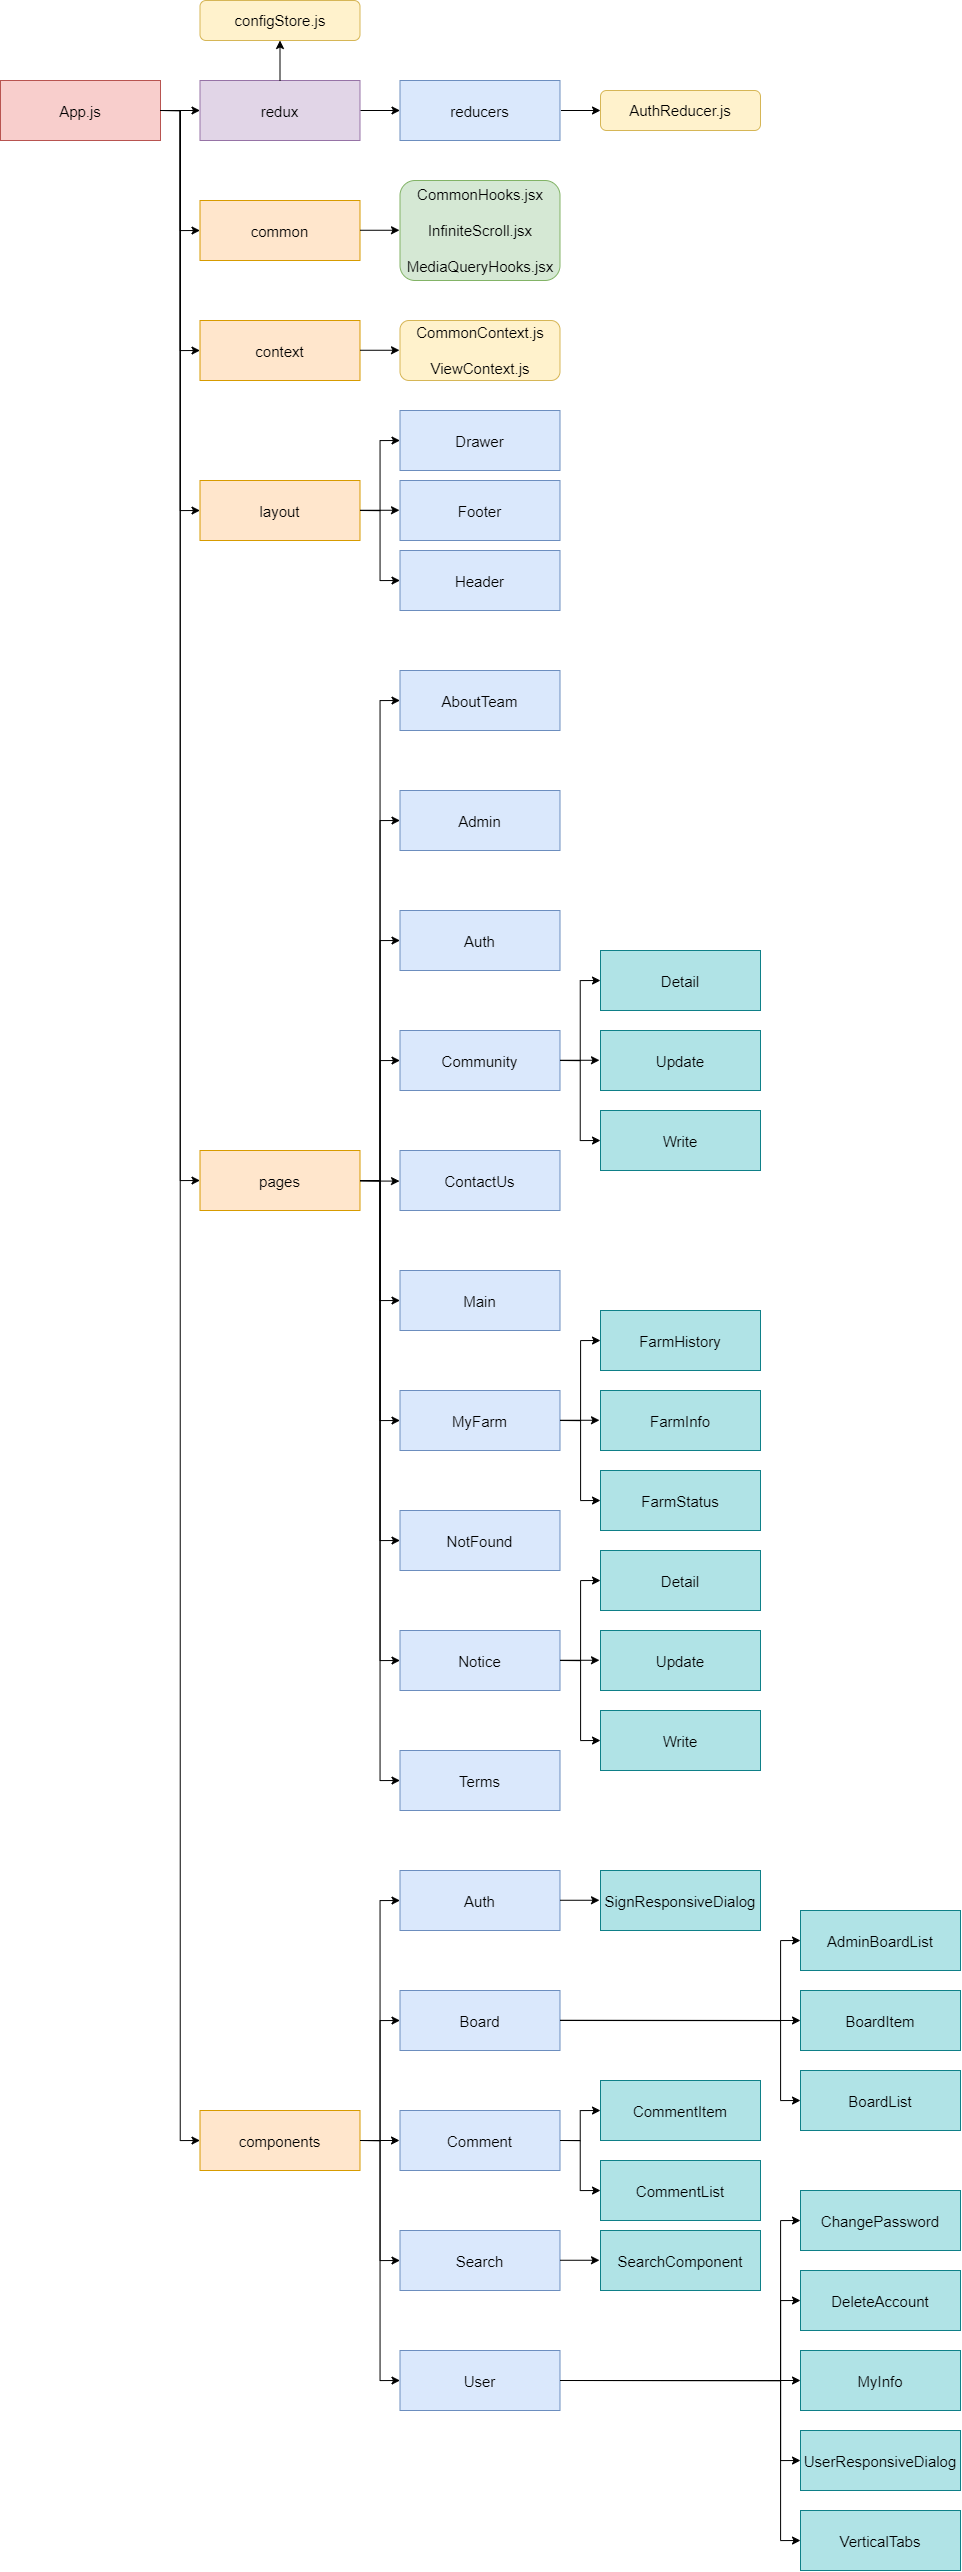 configStore.js
App.js
redux
reducers
AuthReducer.js
common
CommonHooks.jsx
InfiniteScroll.jsx
MediaQueryHooks.jsx
context
CommonContext.js
ViewContext.js
Drawer
layout
Footer
Header
AboutTeam
Admin
Auth
Detail
Community
Update
Write
pages
ContactUs
Main
FarmHistory
MyFarm
FarmInfo
FarmStatus
NotFound
Detail
Notice
Update
Write
Terms
Auth
SignResponsiveDialog
AdminBoardList
Board
BoardItem
BoardList
CommentItem
components
Comment
CommentList
ChangePassword
Search
SearchComponent
DeleteAccount
User
MyInfo
UserResponsiveDialog
VerticalTabs